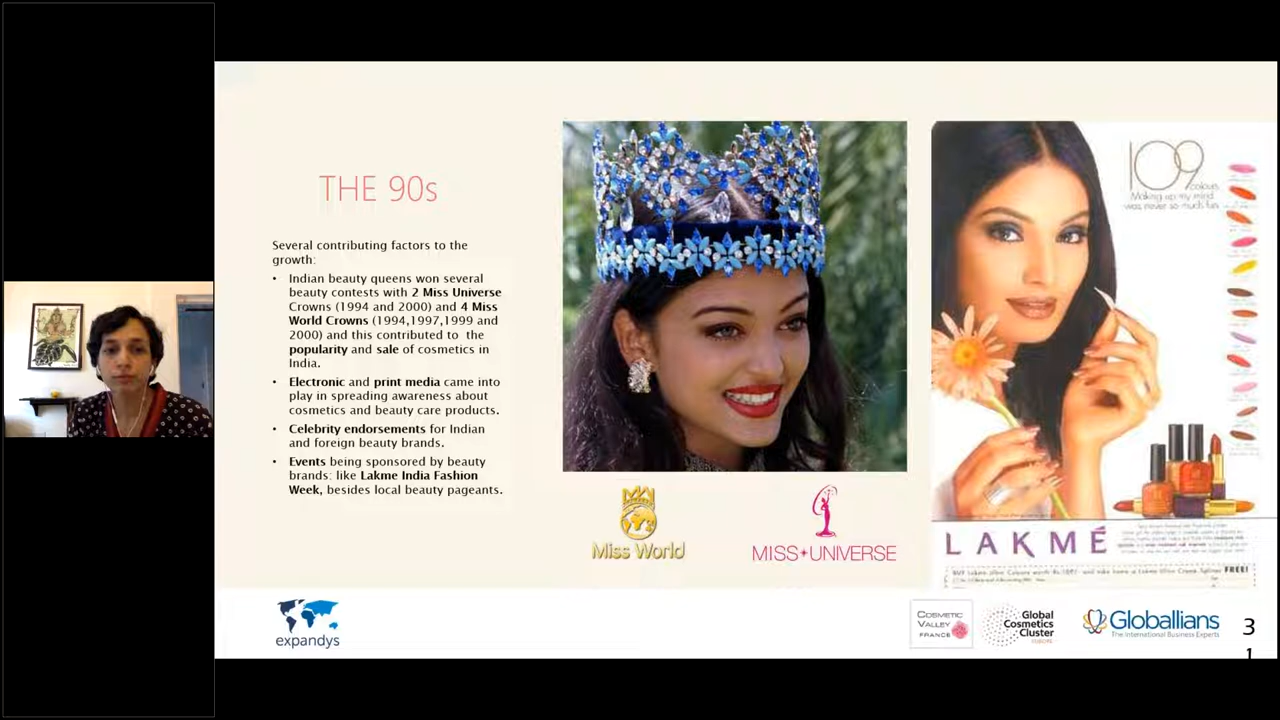 THE 90s
Several contributing factors to the
growth:
• Indian beauty queens won several
beauty contests with 2 Miss Universe
Crowns (1994 and 2000) and 4 Miss
World Crowns (1994,1997,1999 and
2000) and this contributed to the
popularity and sale of cosmetics in
India.
• Electronic and print media came into
play in spreading awareness about
cosmetics and beauty care products.
• Celebrity endorsements for Indian
and foreign beauty brands.
• Events being sponsored by beauty
brands: like Lakme India Fashion
Week, besides local beauty pageants.
Miss World
MISS UNIVERSE
109
colours
Making up my mind
was never so much fun
LAKMÉ
FREE!
expandys
COSMETIC
VALLEY
FRANCE
Global
Cosmetics
Cluster
EUROPE
Globallians
The International Business Experts
3
1